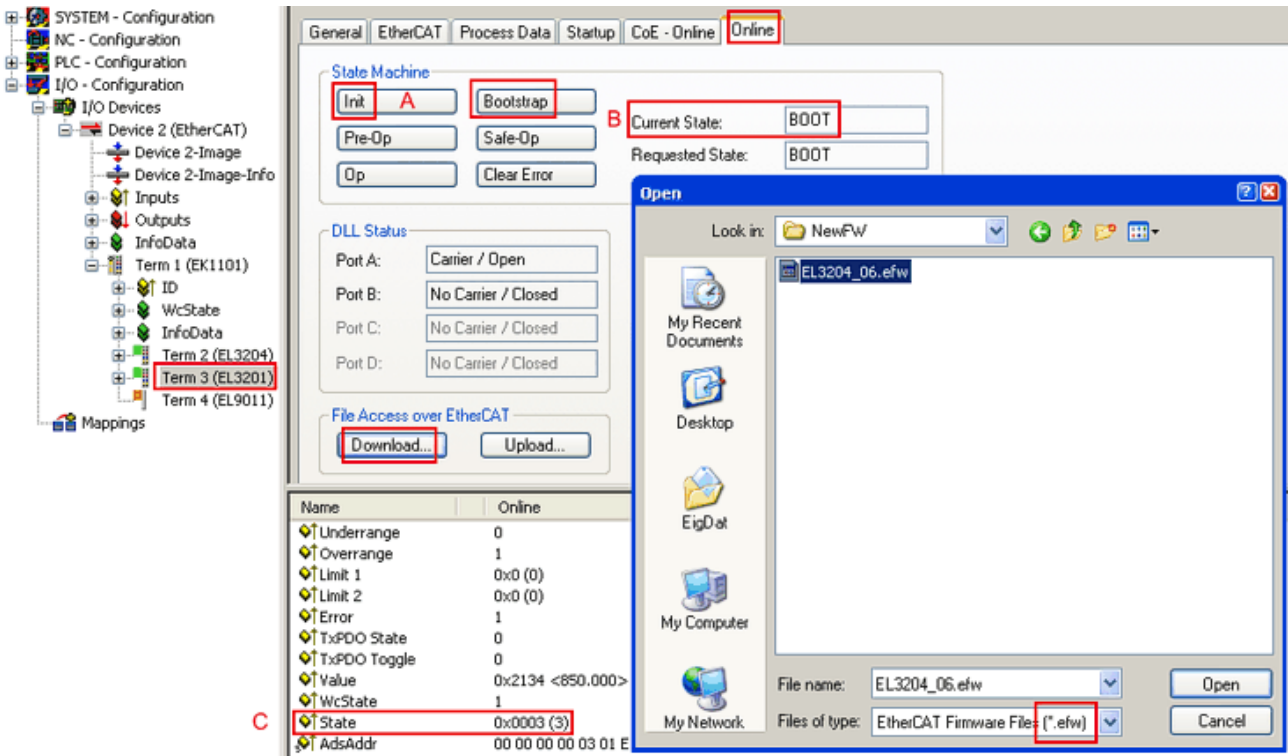 SYSTEM - Configuration
NC - Configuration
PLC - Configuration
I/O - Configuration
I/O Devices
Device 2 (EtherCAT)
Device 2-Image
Device 2-Image-Info
Inputs
Outputs
InfoData
Term 1 (EK1101)
ID
WcState
InfoData
Term 2 (EL3204)
Term 3 (EL3201)
Term 4 (EL9011)
Mappings
General EtherCAT Process Data Startup CoE - Online Online
State Machine
Init A Bootstrap
Pre-Op Safe-Op
Op Clear Error
B Current State: BOOT
Requested State: BOOT
DLL Status
Port A: Carrier / Open
Port B: No Carrier / Closed
Port C: No Carrier / Closed
Port D: No Carrier / Closed
File Access over EtherCAT
Download... Upload...
Name Online
Underrange 0
Overrange 1
Limit 1 0x0 (0)
Limit 2 0x0 (0)
Error 1
TxPDO State 0
TxPDO Toggle 0
Value 0x2134 <850.000>
WcState 1
C State 0x0003 (3)
AdsAddr 00 00 00 00 03 01 E
Open
Look in: NewFW
EL3204_06.efw
My Recent
Documents
Desktop
EigDat
My Computer
My Network
File name: EL3204_06.efw Open
Files of type: EtherCAT Firmware Files (*.efw) Cancel